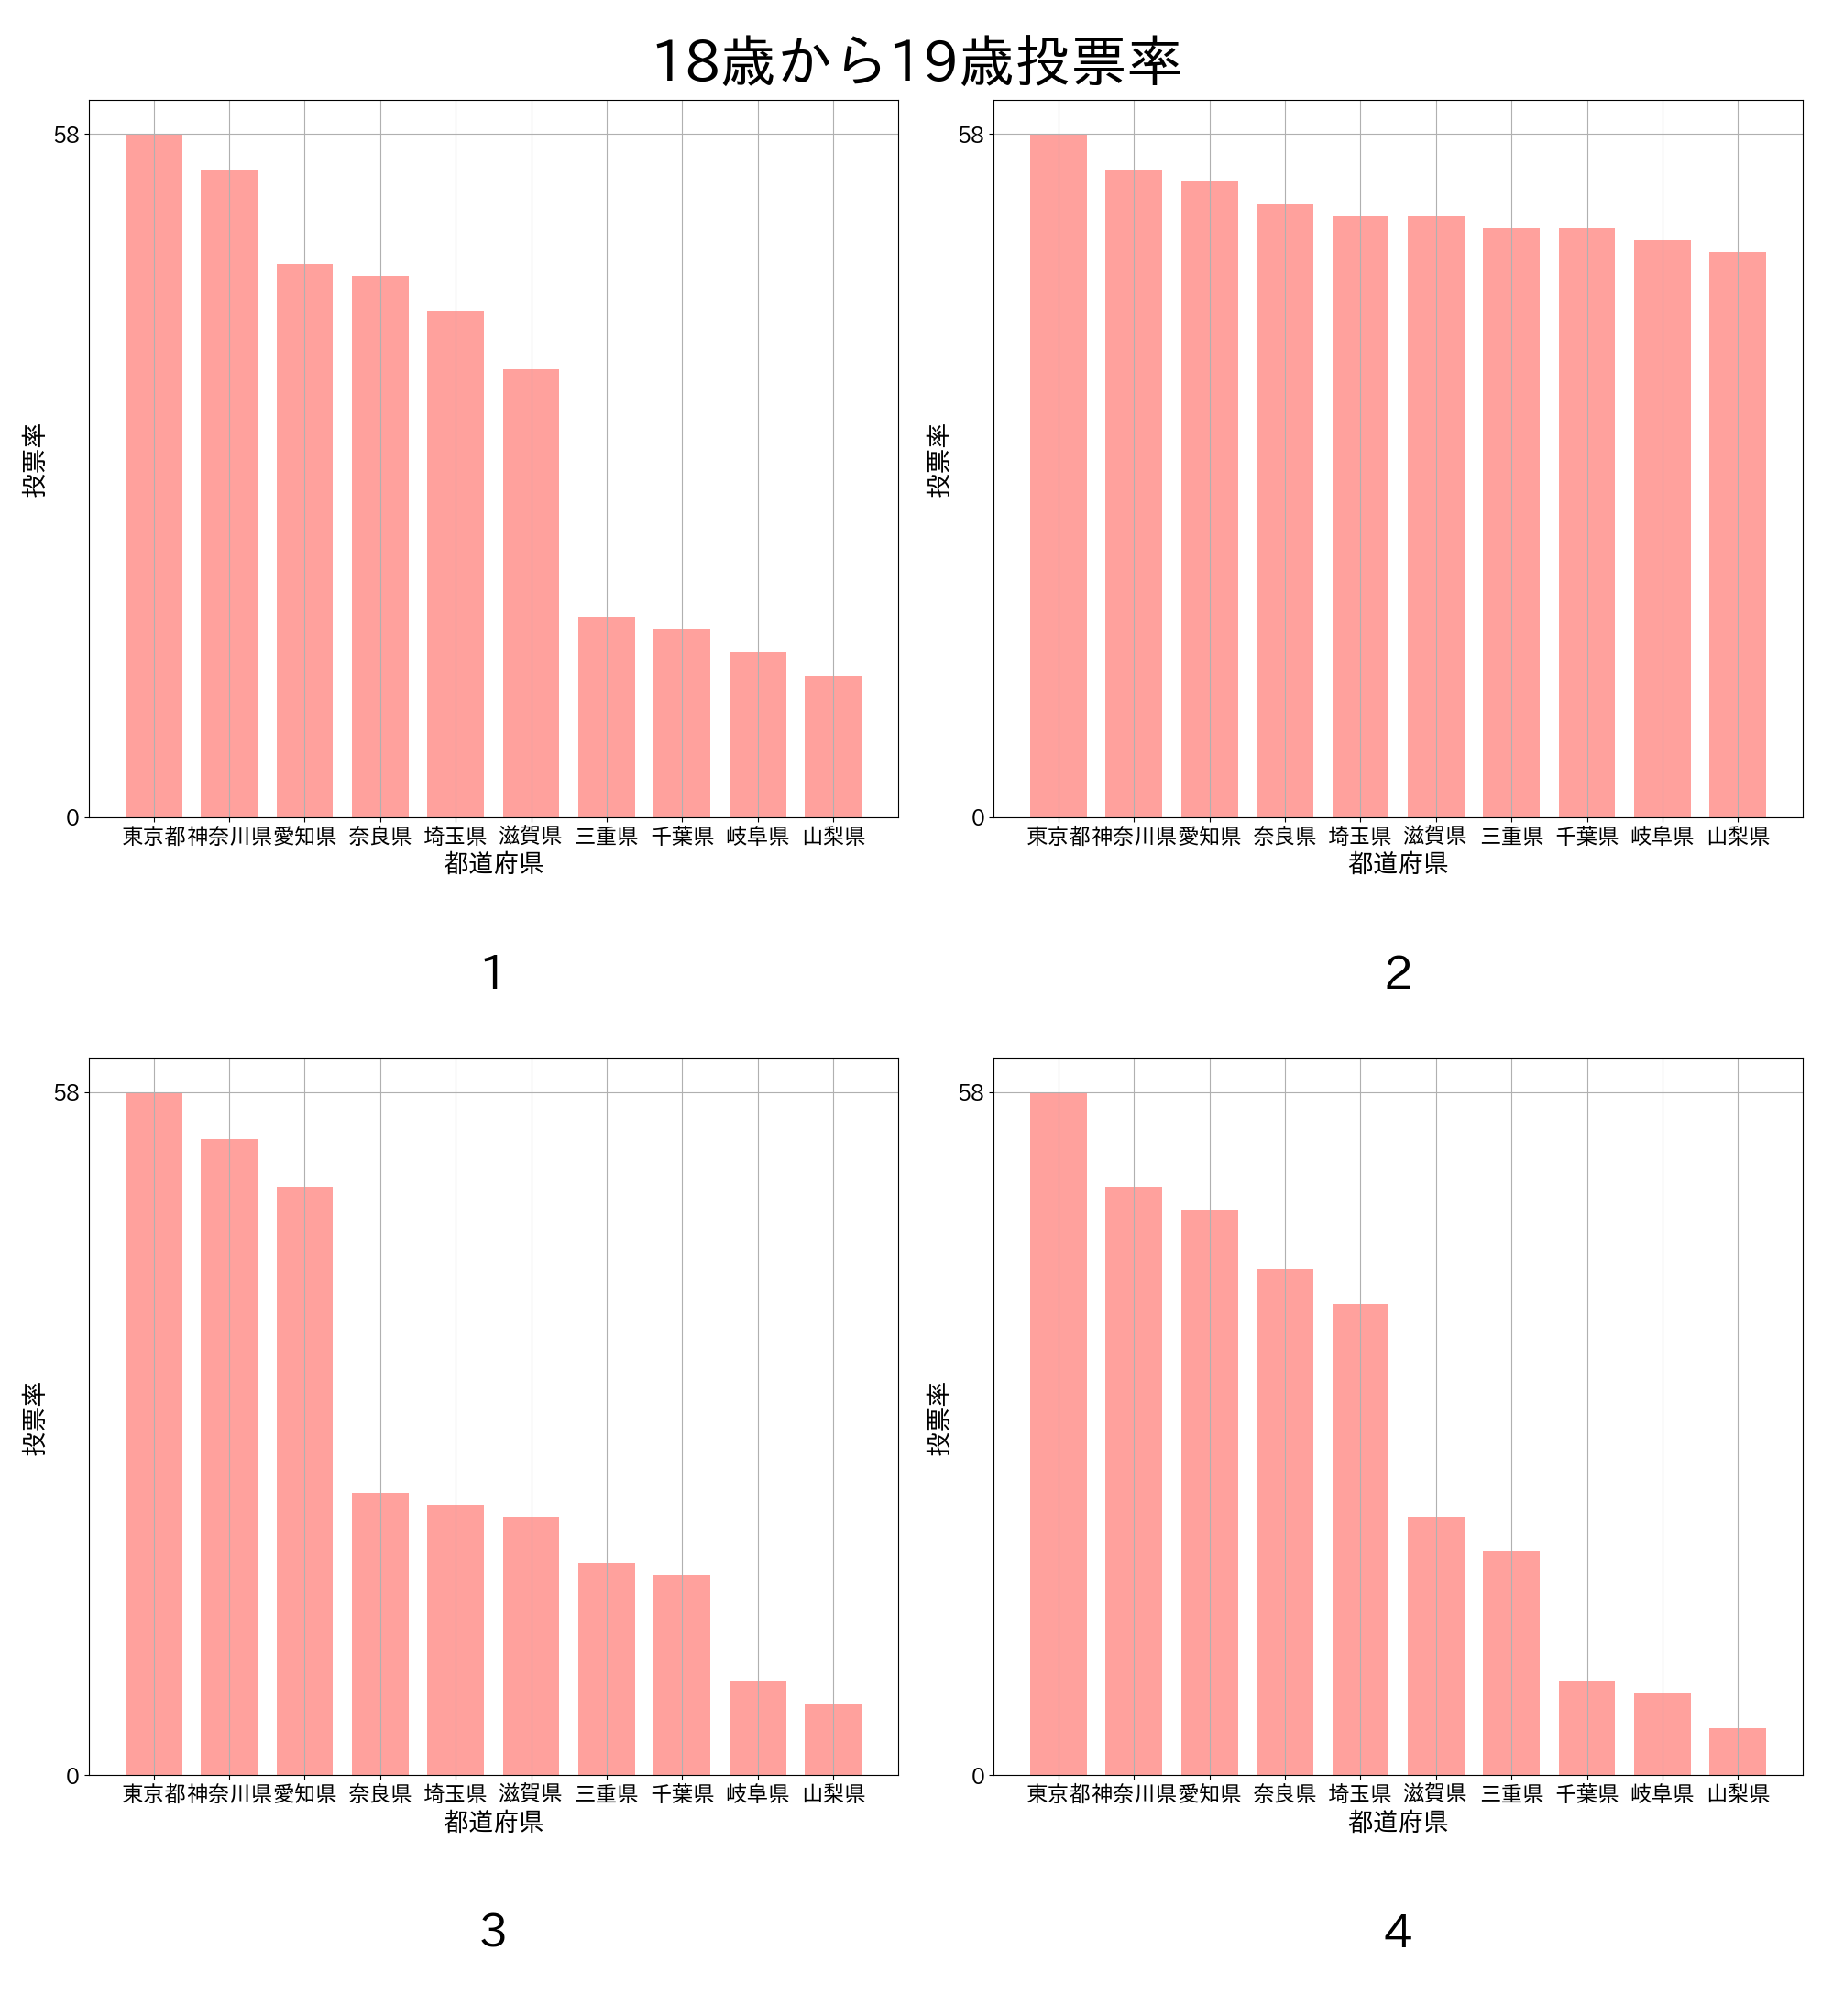 18歳から19歳投票率
58
0
投票率
東京都 神奈川県 愛知県 奈良県 埼玉県 滋賀県 三重県 千葉県 岐阜県 山梨県
都道府県
1
58
0
投票率
東京都 神奈川県 愛知県 奈良県 埼玉県 滋賀県 三重県 千葉県 岐阜県 山梨県
都道府県
2
58
0
投票率
東京都 神奈川県 愛知県 奈良県 埼玉県 滋賀県 三重県 千葉県 岐阜県 山梨県
都道府県
3
58
0
投票率
東京都 神奈川県 愛知県 奈良県 埼玉県 滋賀県 三重県 千葉県 岐阜県 山梨県
都道府県
4